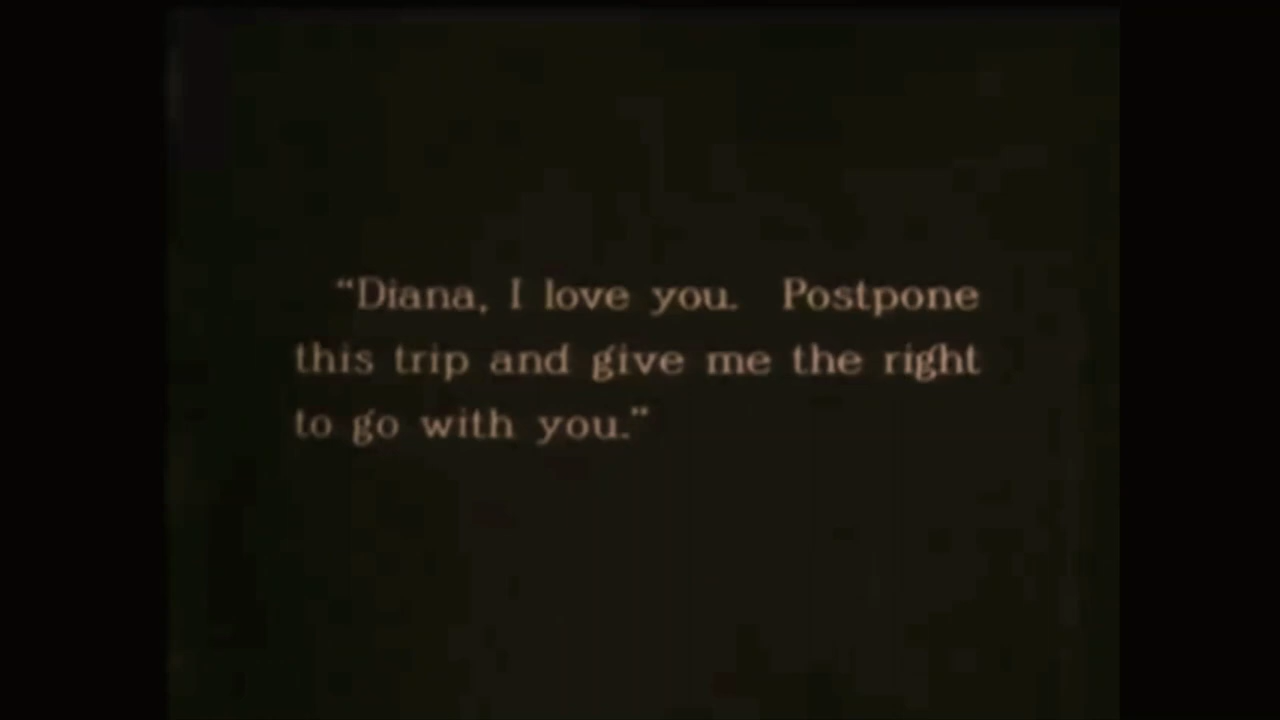 “Diana, I love you. Postpone
this trip and give me the right
to go with you.”